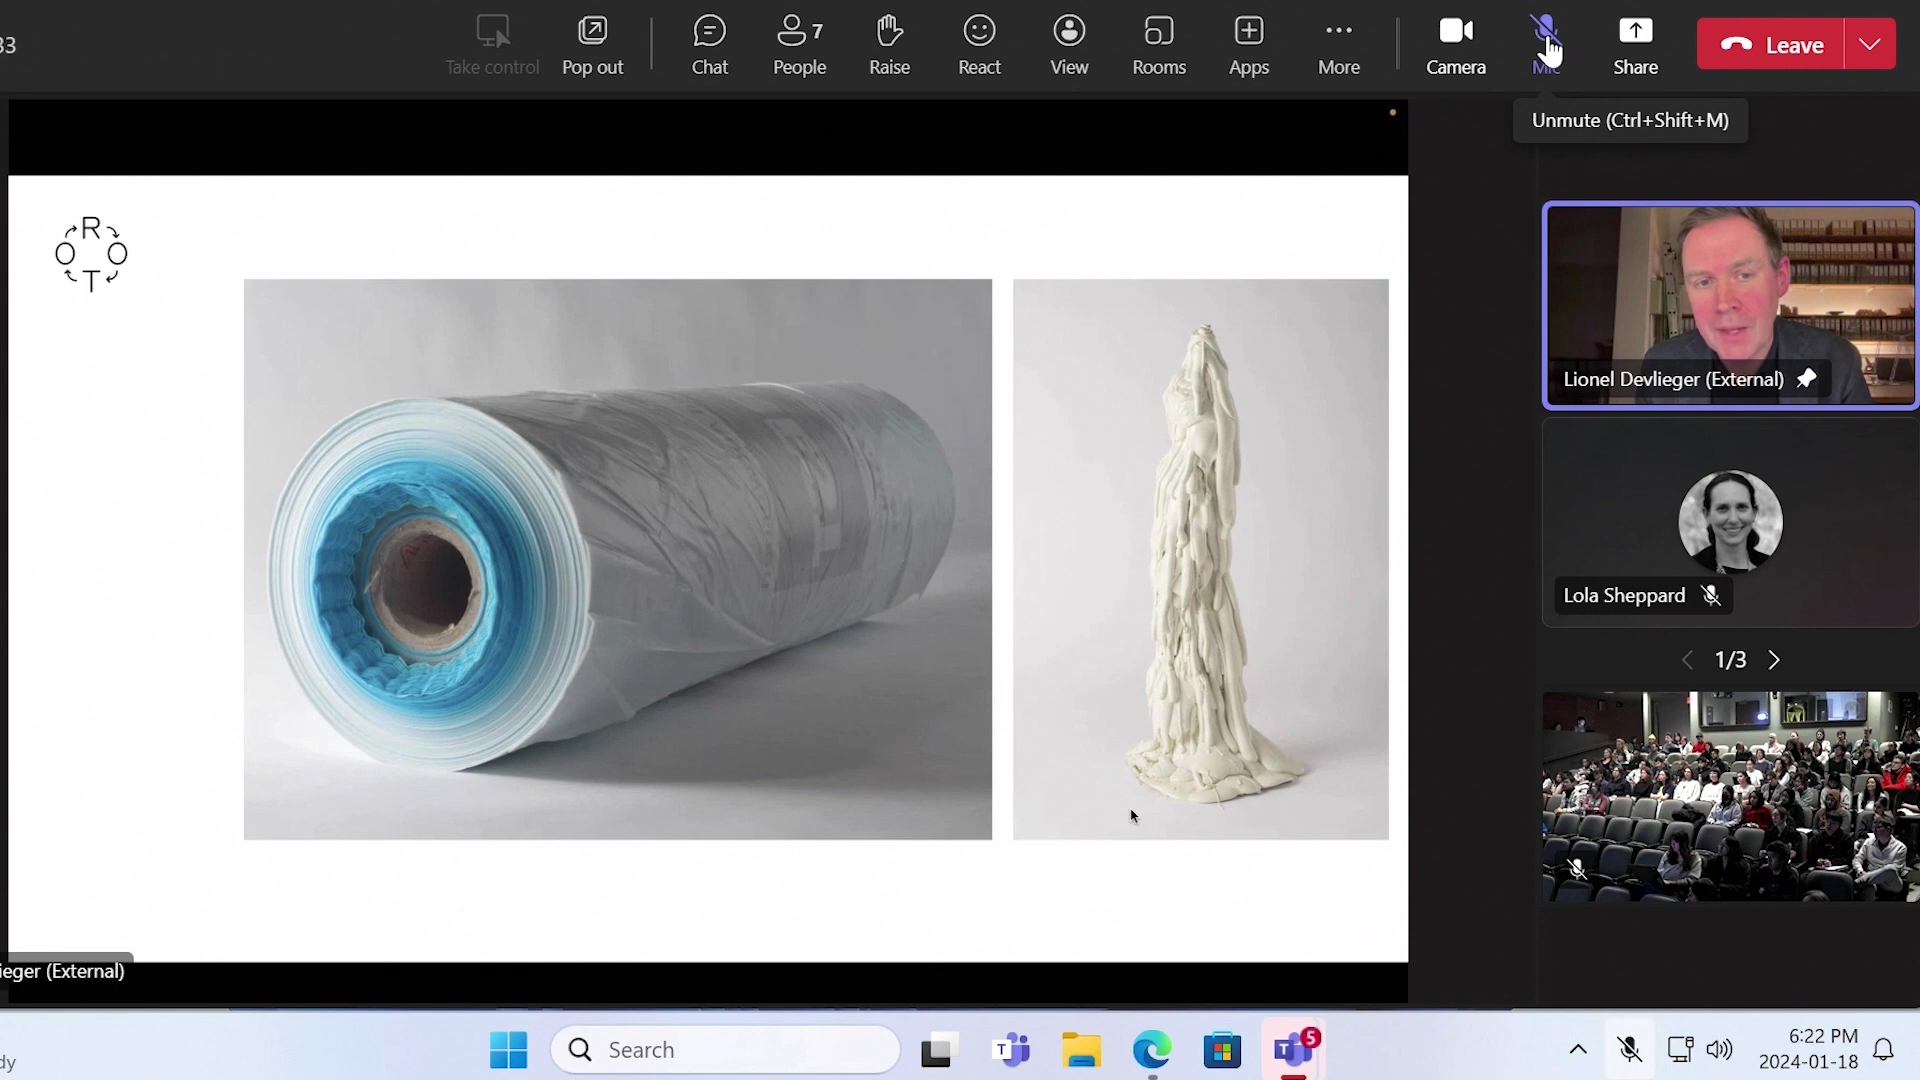 33
Take control
Pop out
Chat
People
7
Raise
React
View
Rooms
Apps
More
Camera
Mic
Share
Leave
Unmute (Ctrl+Shift+M)
R
O O
T
Lionel Devlieger (External)
Lola Sheppard
1/3
ieger (External)
dy
Search
T
T
5
6:22 PM
2024-01-18